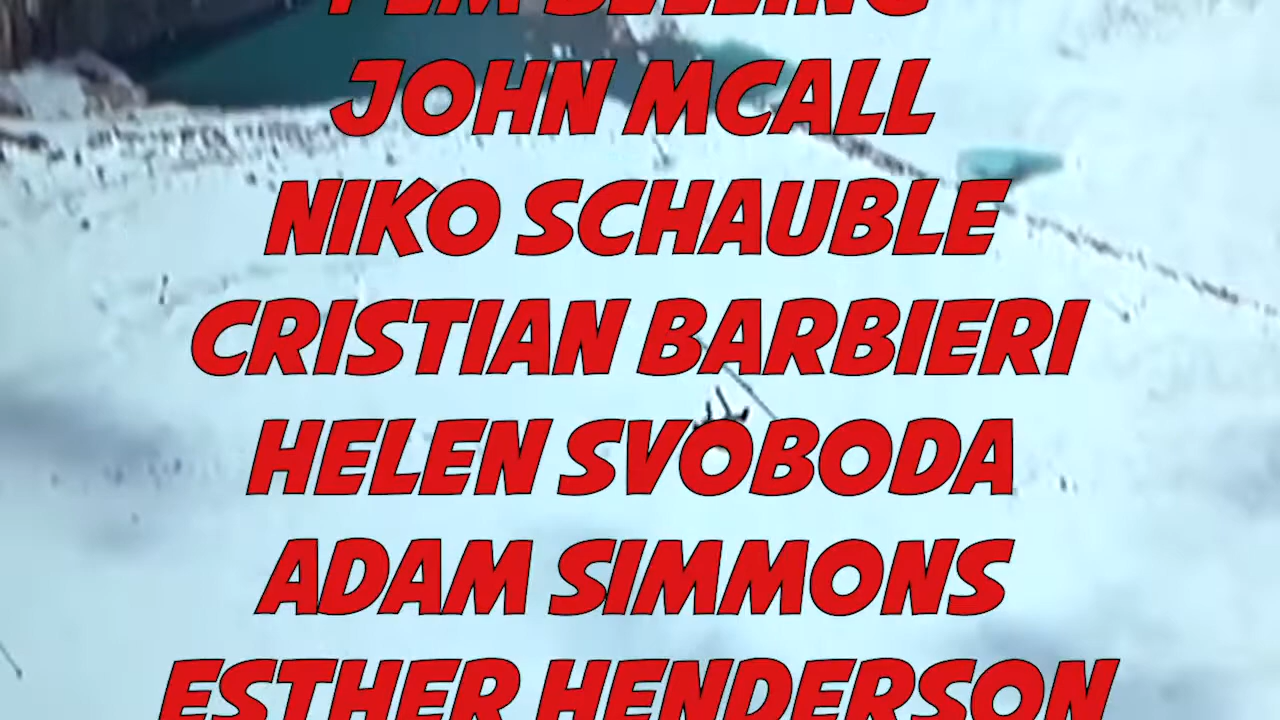 JOHN MCALL
NIKO SCHAUBLE
CRISTIAN BARBIERI
HELEN SVOBODA
ADAM SIMMONS
ESTHER HENDERSON